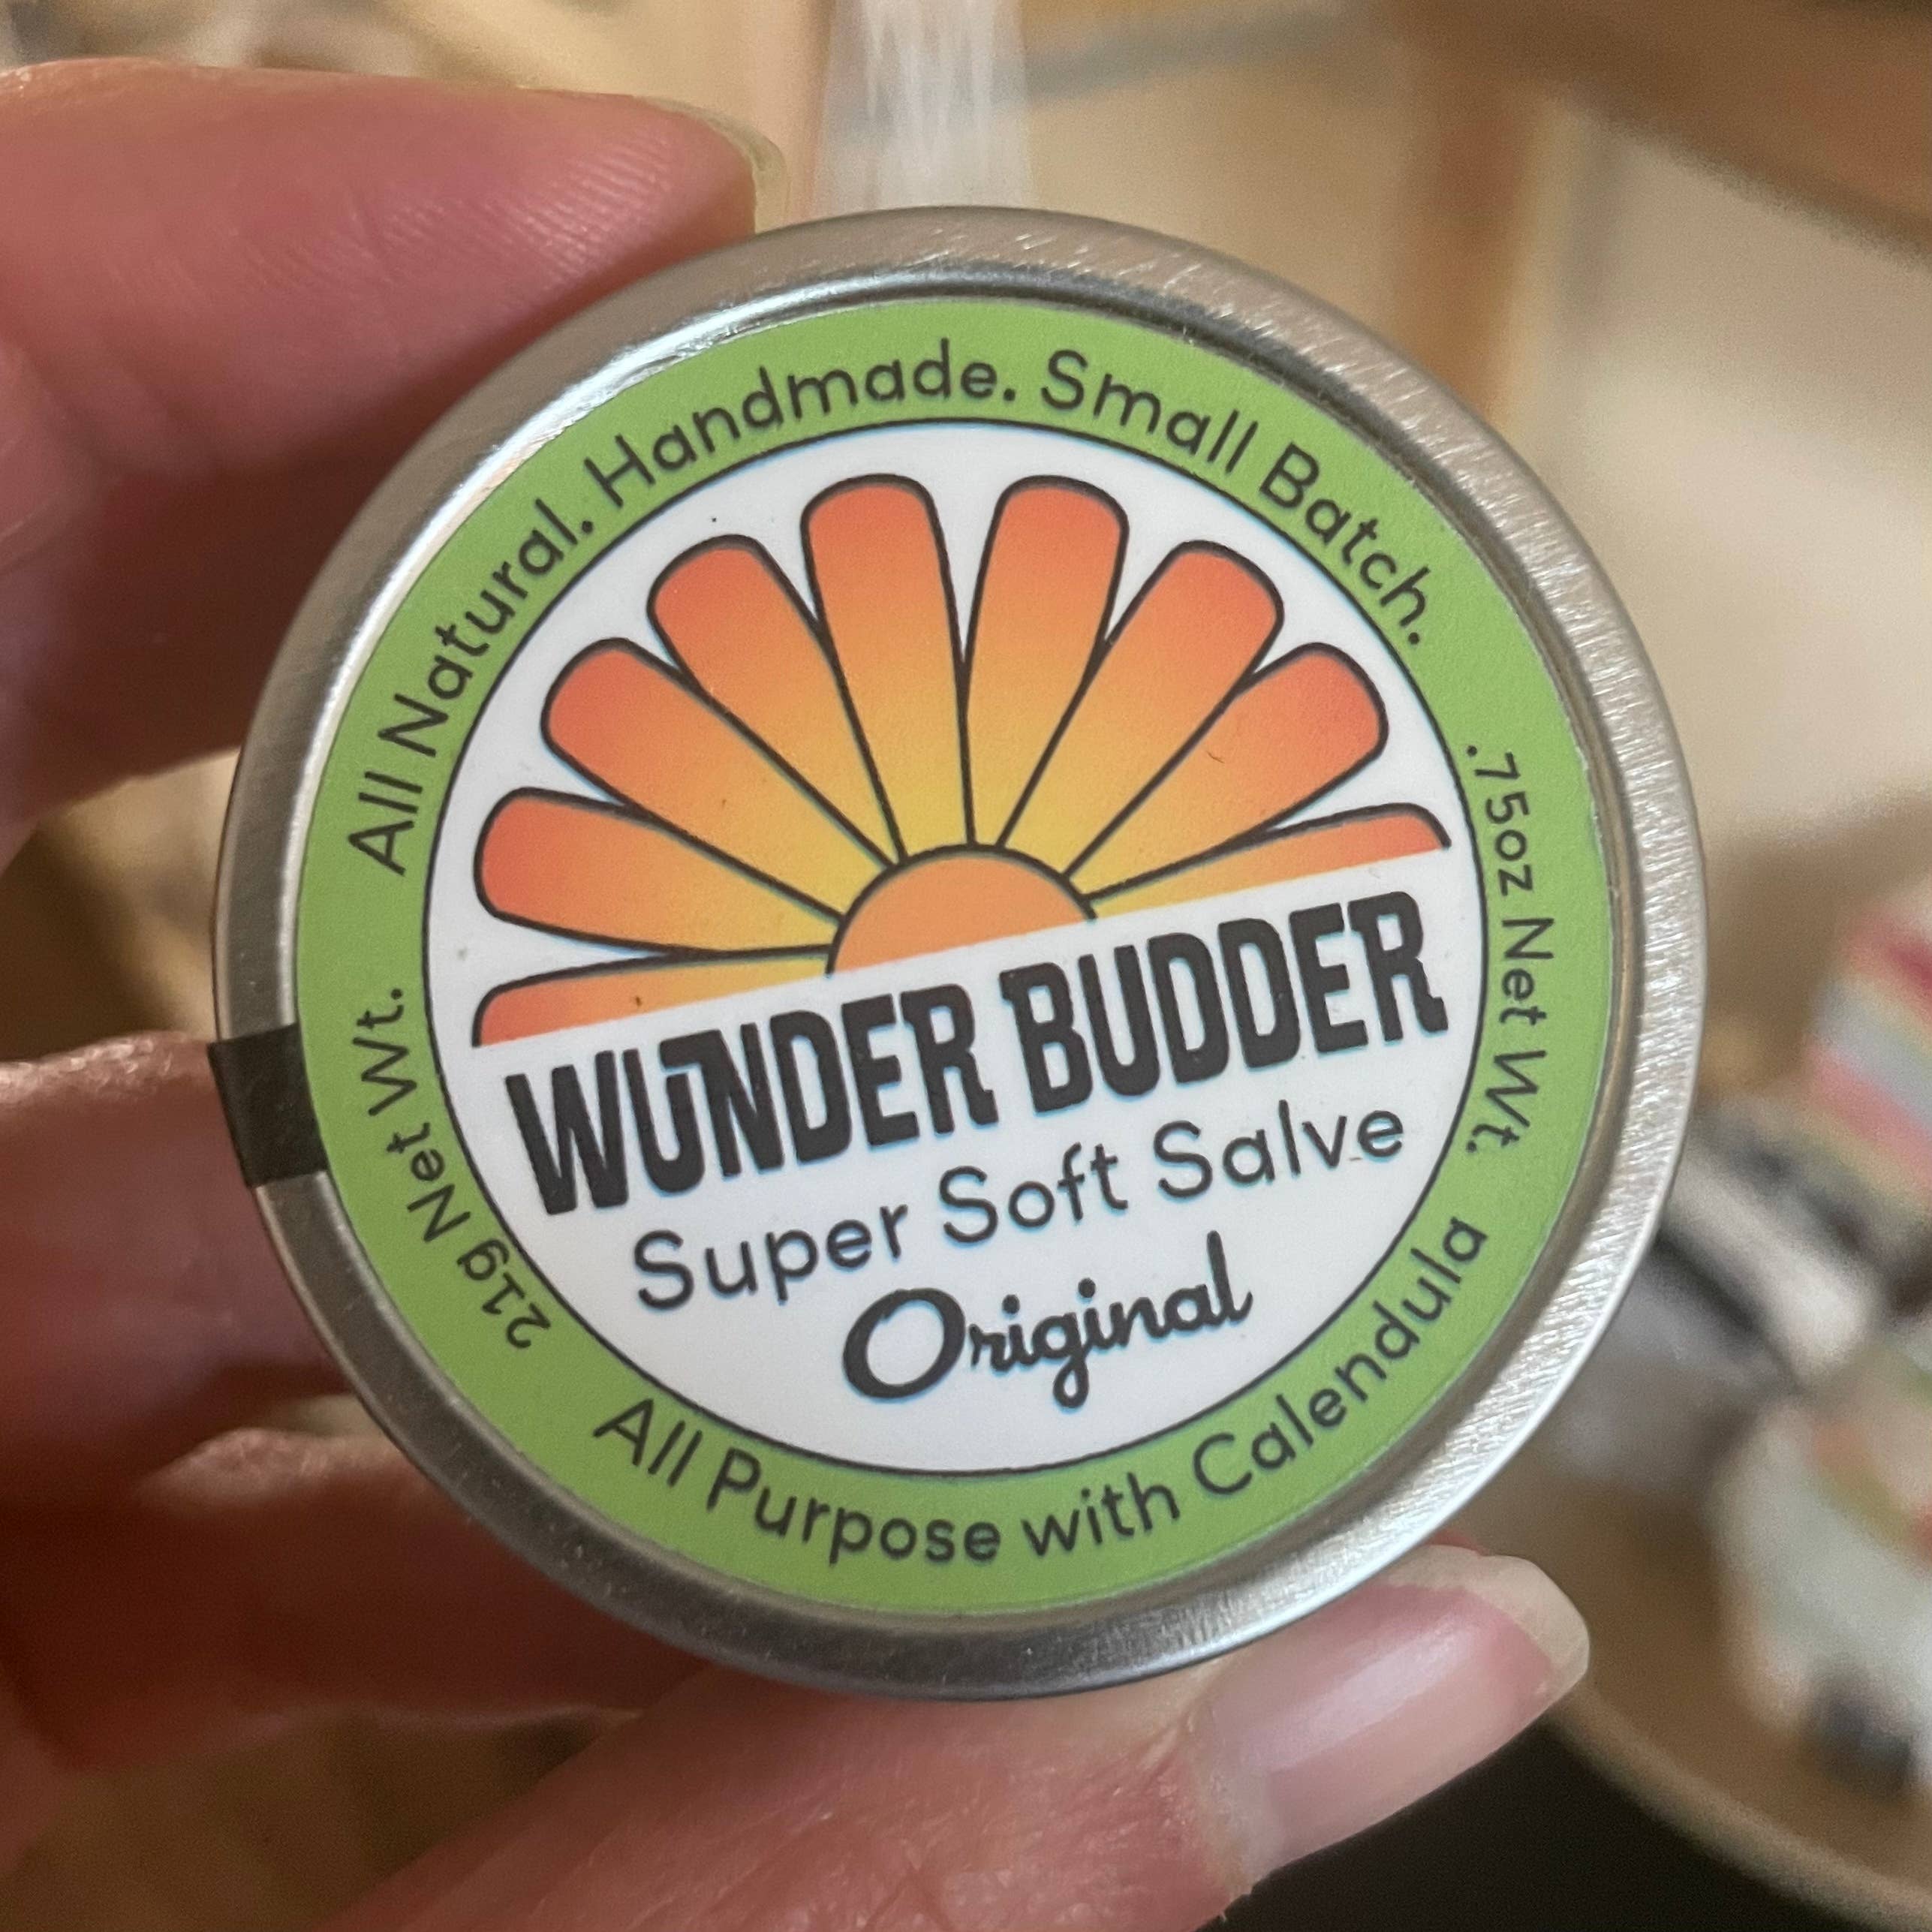 All Natural. Handmade. Small Batch.
.75oz Net Wt.
WUNDER BUDDER
Super Soft Salve
Original
21g Net Wt.
All Purpose with Calendula